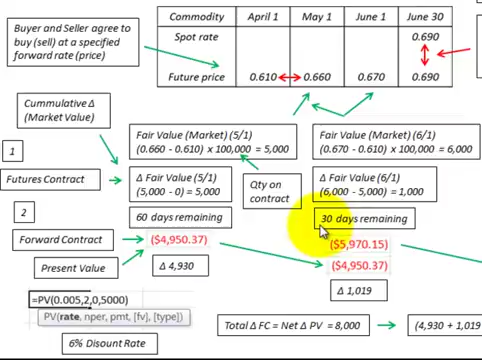 Commodity April 1 May 1 June 1 June 30
Spot rate 0.690
Future price 0.610 0.660 0.670 0.690
Buyer and Seller agree to
buy (sell) at a specified
forward rate (price)
Cummulative Δ
(Market Value)
Fair Value (Market) (5/1)
(0.660 - 0.610) x 100,000 = 5,000
Fair Value (Market) (6/1)
(0.670 - 0.610) x 100,000 = 6,000
1
Futures Contract
Δ Fair Value (5/1)
(5,000 - 0) = 5,000
Qty on
contract
Δ Fair Value (6/1)
(6,000 - 5,000) = 1,000
2
60 days remaining
30 days remaining
Forward Contract
($4,950.37)
($5,970.15)
($4,950.37)
Present Value
Δ 4,930
Δ 1,019
=PV(0.005,2,0,5000)
PV(rate, nper, pmt, [fv], [type])
6% Disount Rate
Total Δ FC = Net Δ PV = 8,000
(4,930 + 1,019